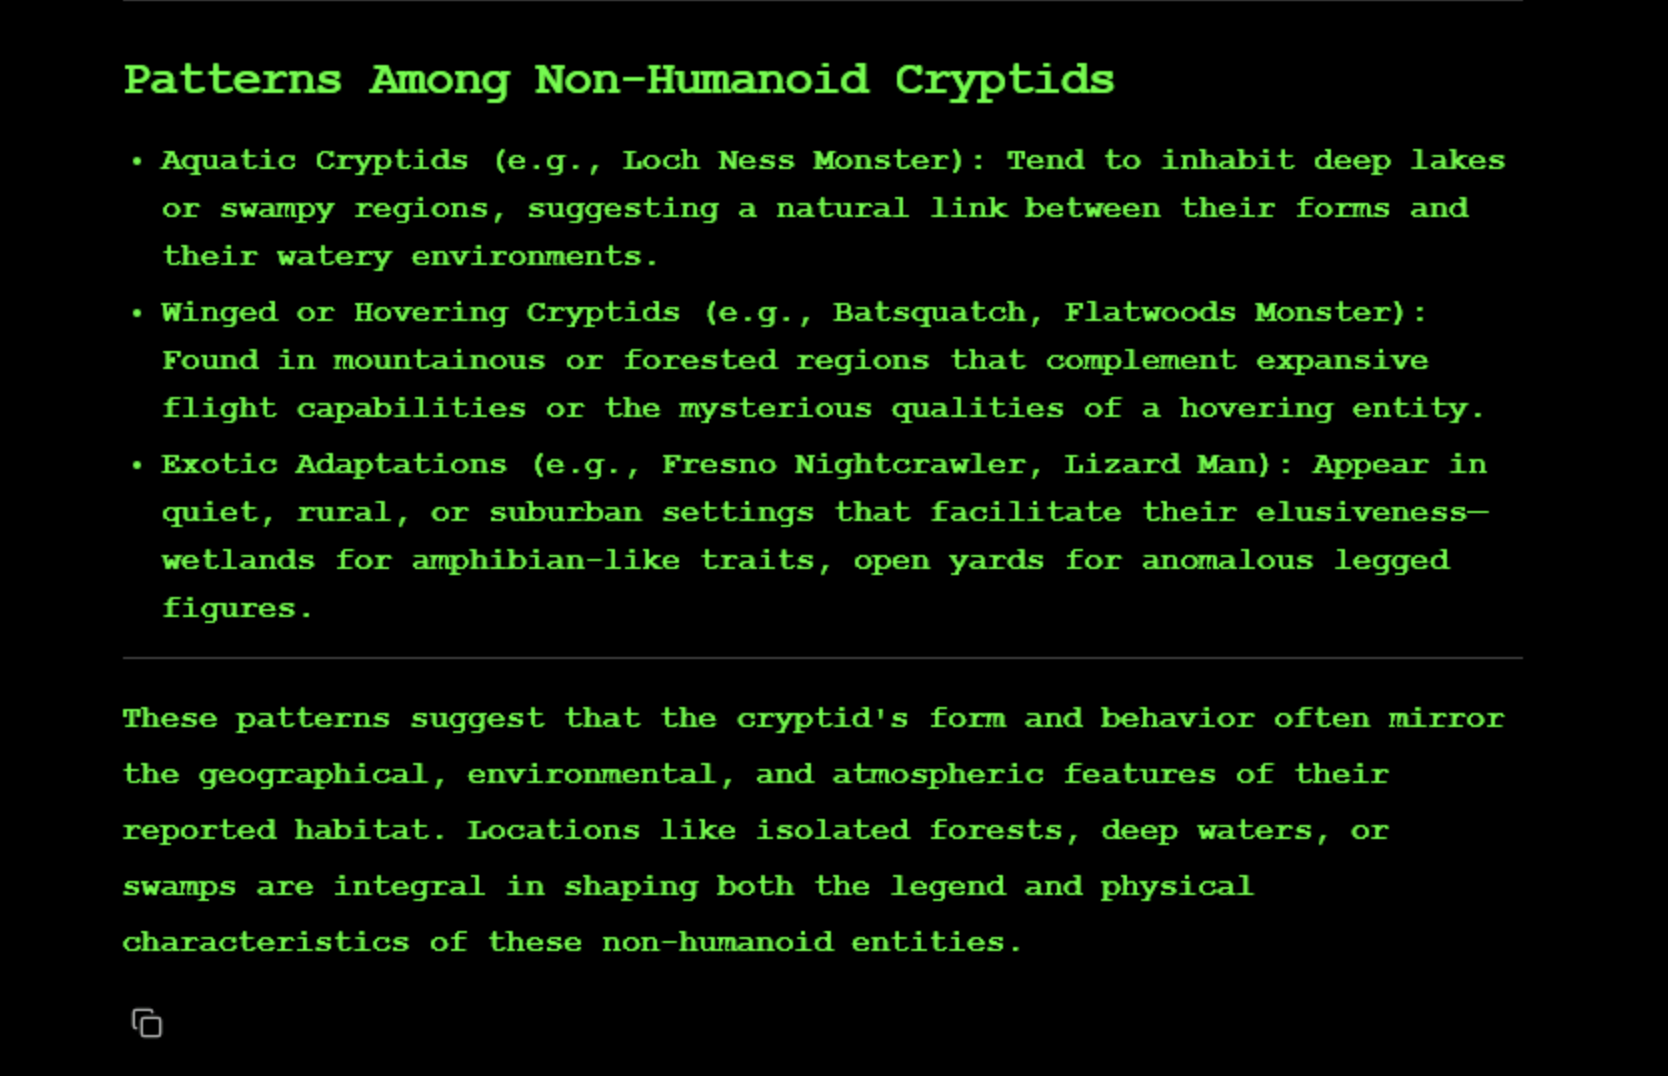 Patterns Among Non-Humanoid Cryptids
• Aquatic Cryptids (e.g., Loch Ness Monster): Tend to inhabit deep lakes
or swampy regions, suggesting a natural link between their forms and
their watery environments.
• Winged or Hovering Cryptids (e.g., Batsquatch, Flatwoods Monster):
Found in mountainous or forested regions that complement expansive
flight capabilities or the mysterious qualities of a hovering entity.
• Exotic Adaptations (e.g., Fresno Nightcrawler, Lizard Man): Appear in
quiet, rural, or suburban settings that facilitate their elusiveness—
wetlands for amphibian-like traits, open yards for anomalous legged
figures.
These patterns suggest that the cryptid's form and behavior often mirror
the geographical, environmental, and atmospheric features of their
reported habitat. Locations like isolated forests, deep waters, or
swamps are integral in shaping both the legend and physical
characteristics of these non-humanoid entities.